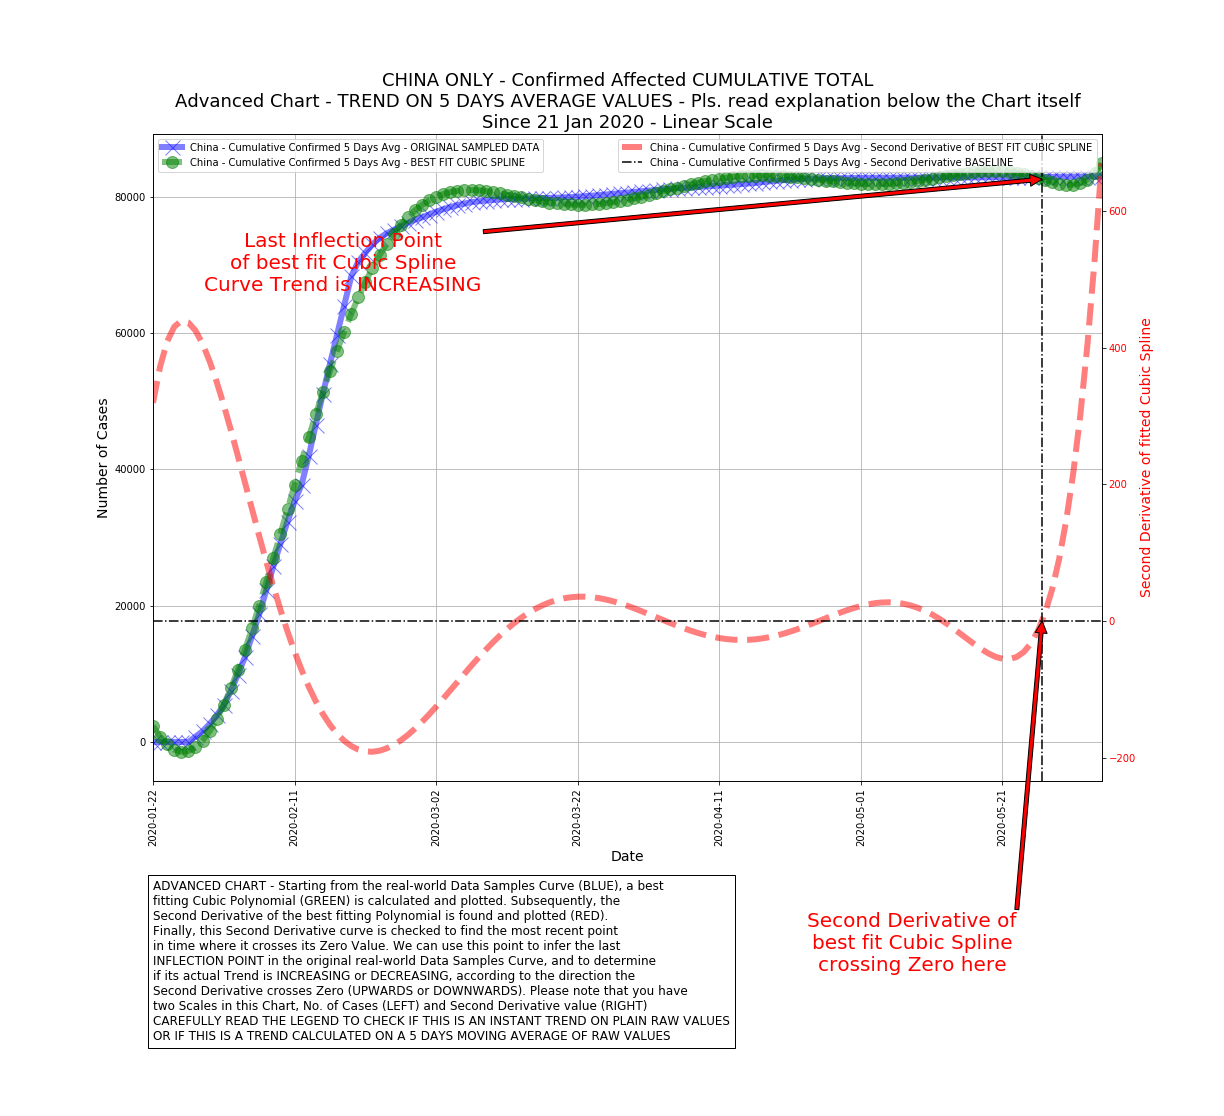 CHINA ONLY - Confirmed Affected CUMULATIVE TOTAL
Advanced Chart - TREND ON 5 DAYS AVERAGE VALUES - Pls. read explanation below the Chart itself
Since 21 Jan 2020 - Linear Scale
China - Cumulative Confirmed 5 Days Avg - ORIGINAL SAMPLED DATA
China - Cumulative Confirmed 5 Days Avg - BEST FIT CUBIC SPLINE
China - Cumulative Confirmed 5 Days Avg - Second Derivative of BEST FIT CUBIC SPLINE
China - Cumulative Confirmed 5 Days Avg - Second Derivative BASELINE
Last Inflection Point
of best fit Cubic Spline
Curve Trend is INCREASING
Number of Cases
80000
60000
40000
20000
0
Second Derivative of fitted Cubic Spline
600
400
200
0
−200
2020-01-22
2020-02-11
2020-03-02
2020-03-22
2020-04-11
2020-05-01
2020-05-21
Date
ADVANCED CHART - Starting from the real-world Data Samples Curve (BLUE), a best
fitting Cubic Polynomial (GREEN) is calculated and plotted. Subsequently, the
Second Derivative of the best fitting Polynomial is found and plotted (RED).
Finally, this Second Derivative curve is checked to find the most recent point
in time where it crosses its Zero Value. We can use this point to infer the last
INFLECTION POINT in the original real-world Data Samples Curve, and to determine
if its actual Trend is INCREASING or DECREASING, according to the direction the
Second Derivative crosses Zero (UPWARDS or DOWNWARDS). Please note that you have
two Scales in this Chart, No. of Cases (LEFT) and Second Derivative value (RIGHT)
CAREFULLY READ THE LEGEND TO CHECK IF THIS IS AN INSTANT TREND ON PLAIN RAW VALUES
OR IF THIS IS A TREND CALCULATED ON A 5 DAYS MOVING AVERAGE OF RAW VALUES
Second Derivative of
best fit Cubic Spline
crossing Zero here